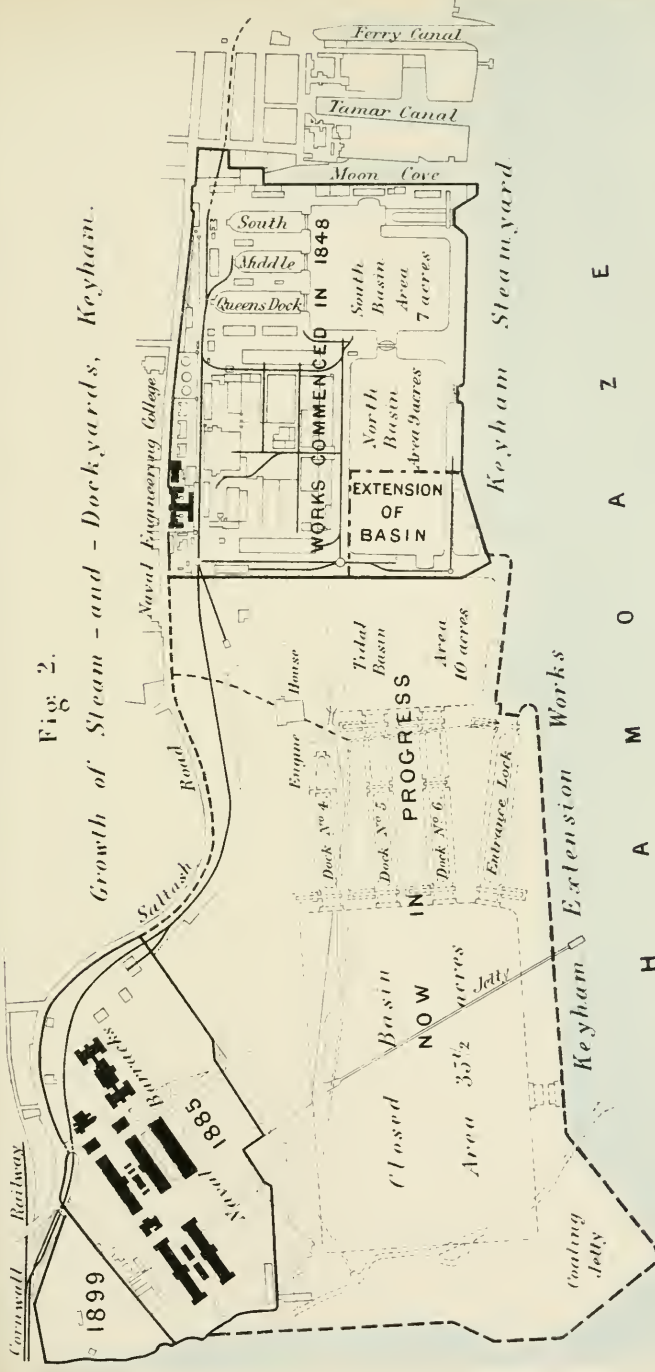 Fig: 2.
Growth of Steam-and-Dockyards, Keyham.
Cornwall Railway
1899
Naval Barracks
1885
Saltash Road
Naval Engineering College
Ferry Canal
Tamar Canal
Moon Cove
South
Middle
Queens Dock
WORKS COMMENCED IN 1848
South
Basin
Area
7 acres
North
Basin
Area 9 acres
EXTENSION
OF
BASIN
Keyham Steamyard
Engine House
Tidal
Basin
Area
10 acres
Dock Nº 4
Dock Nº 5
Dock Nº 6
Entrance Lock
NOW IN PROGRESS
Closed Basin
Area 35½ acres
Jetty
Coaling
Jetty
Keyham Extension Works
HAMOAZE